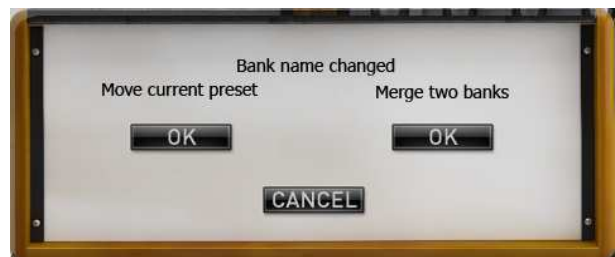 Bank name changed
Move current preset
Merge two banks
OK
OK
CANCEL